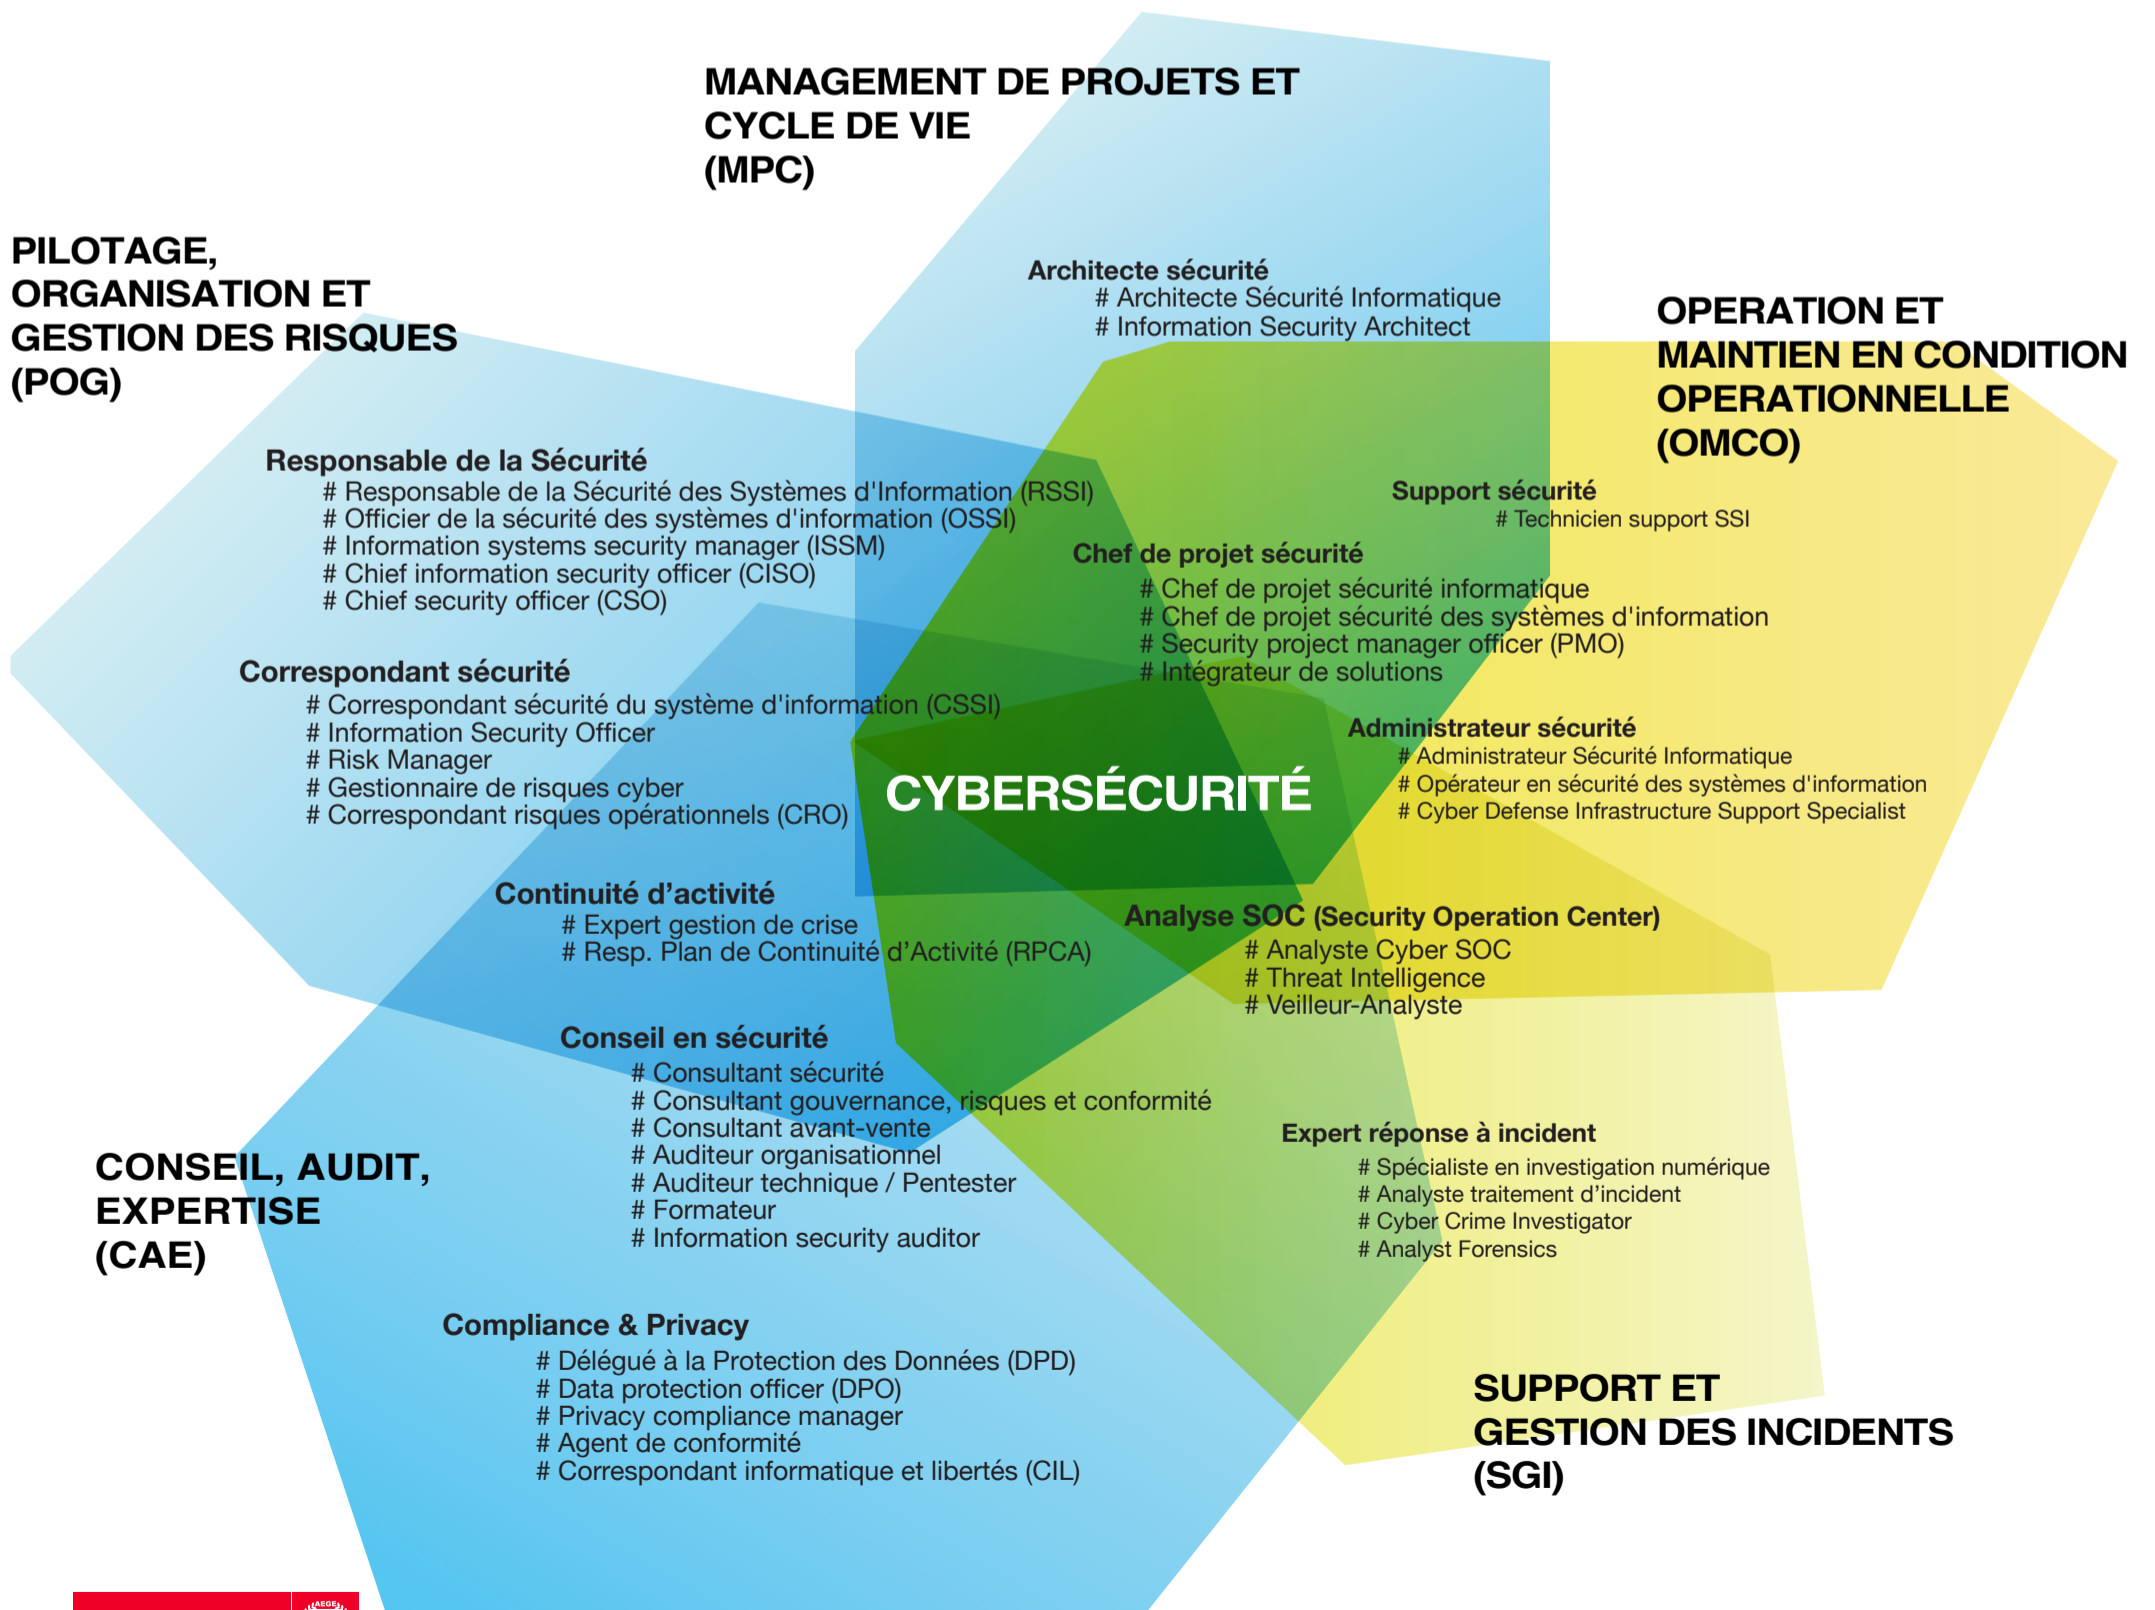 MANAGEMENT DE PROJETS ET
CYCLE DE VIE
(MPC)
PILOTAGE,
ORGANISATION ET
GESTION DES RISQUES
(POG)
Architecte sécurité
# Architecte Sécurité Informatique
# Information Security Architect
OPERATION ET
MAINTIEN EN CONDITION
OPERATIONNELLE
(OMCO)
Responsable de la Sécurité
# Responsable de la Sécurité des Systèmes d'Information (RSSI)
# Officier de la sécurité des systèmes d'information (OSSI)
# Information systems security manager (ISSM)
# Chief information security officer (CISO)
# Chief security officer (CSO)
Support sécurité
# Technicien support SSI
Chef de projet sécurité
# Chef de projet sécurité informatique
# Chef de projet sécurité des systèmes d'information
# Security project manager officer (PMO)
# Intégrateur de solutions
Correspondant sécurité
# Correspondant sécurité du système d'information (CSSI)
# Information Security Officer
# Risk Manager
# Gestionnaire de risques cyber
# Correspondant risques opérationnels (CRO)
Administrateur sécurité
# Administrateur Sécurité Informatique
# Opérateur en sécurité des systèmes d'information
# Cyber Defense Infrastructure Support Specialist
CYBERSÉCURITÉ
Continuité d’activité
# Expert gestion de crise
# Resp. Plan de Continuité d’Activité (RPCA)
Analyse SOC (Security Operation Center)
# Analyste Cyber SOC
# Threat Intelligence
# Veilleur-Analyste
Conseil en sécurité
# Consultant sécurité
# Consultant gouvernance, risques et conformité
# Consultant avant-vente
# Auditeur organisationnel
# Auditeur technique / Pentester
# Formateur
# Information security auditor
Expert réponse à incident
# Spécialiste en investigation numérique
# Analyste traitement d’incident
# Cyber Crime Investigator
# Analyst Forensics
CONSEIL, AUDIT,
EXPERTISE
(CAE)
Compliance & Privacy
# Délégué à la Protection des Données (DPD)
# Data protection officer (DPO)
# Privacy compliance manager
# Agent de conformité
# Correspondant informatique et libertés (CIL)
SUPPORT ET
GESTION DES INCIDENTS
(SGI)
AEGE